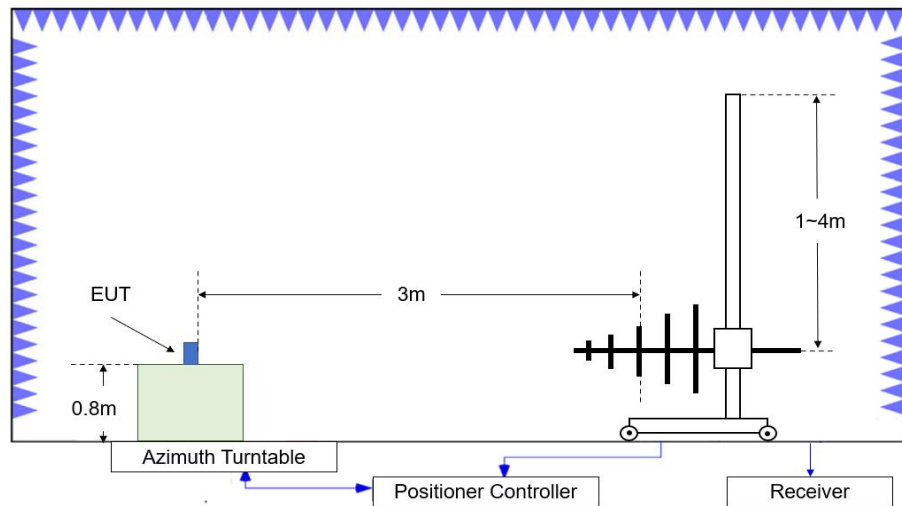 1~4m
EUT
3m
0.8m
Azimuth Turntable
Positioner Controller
Receiver